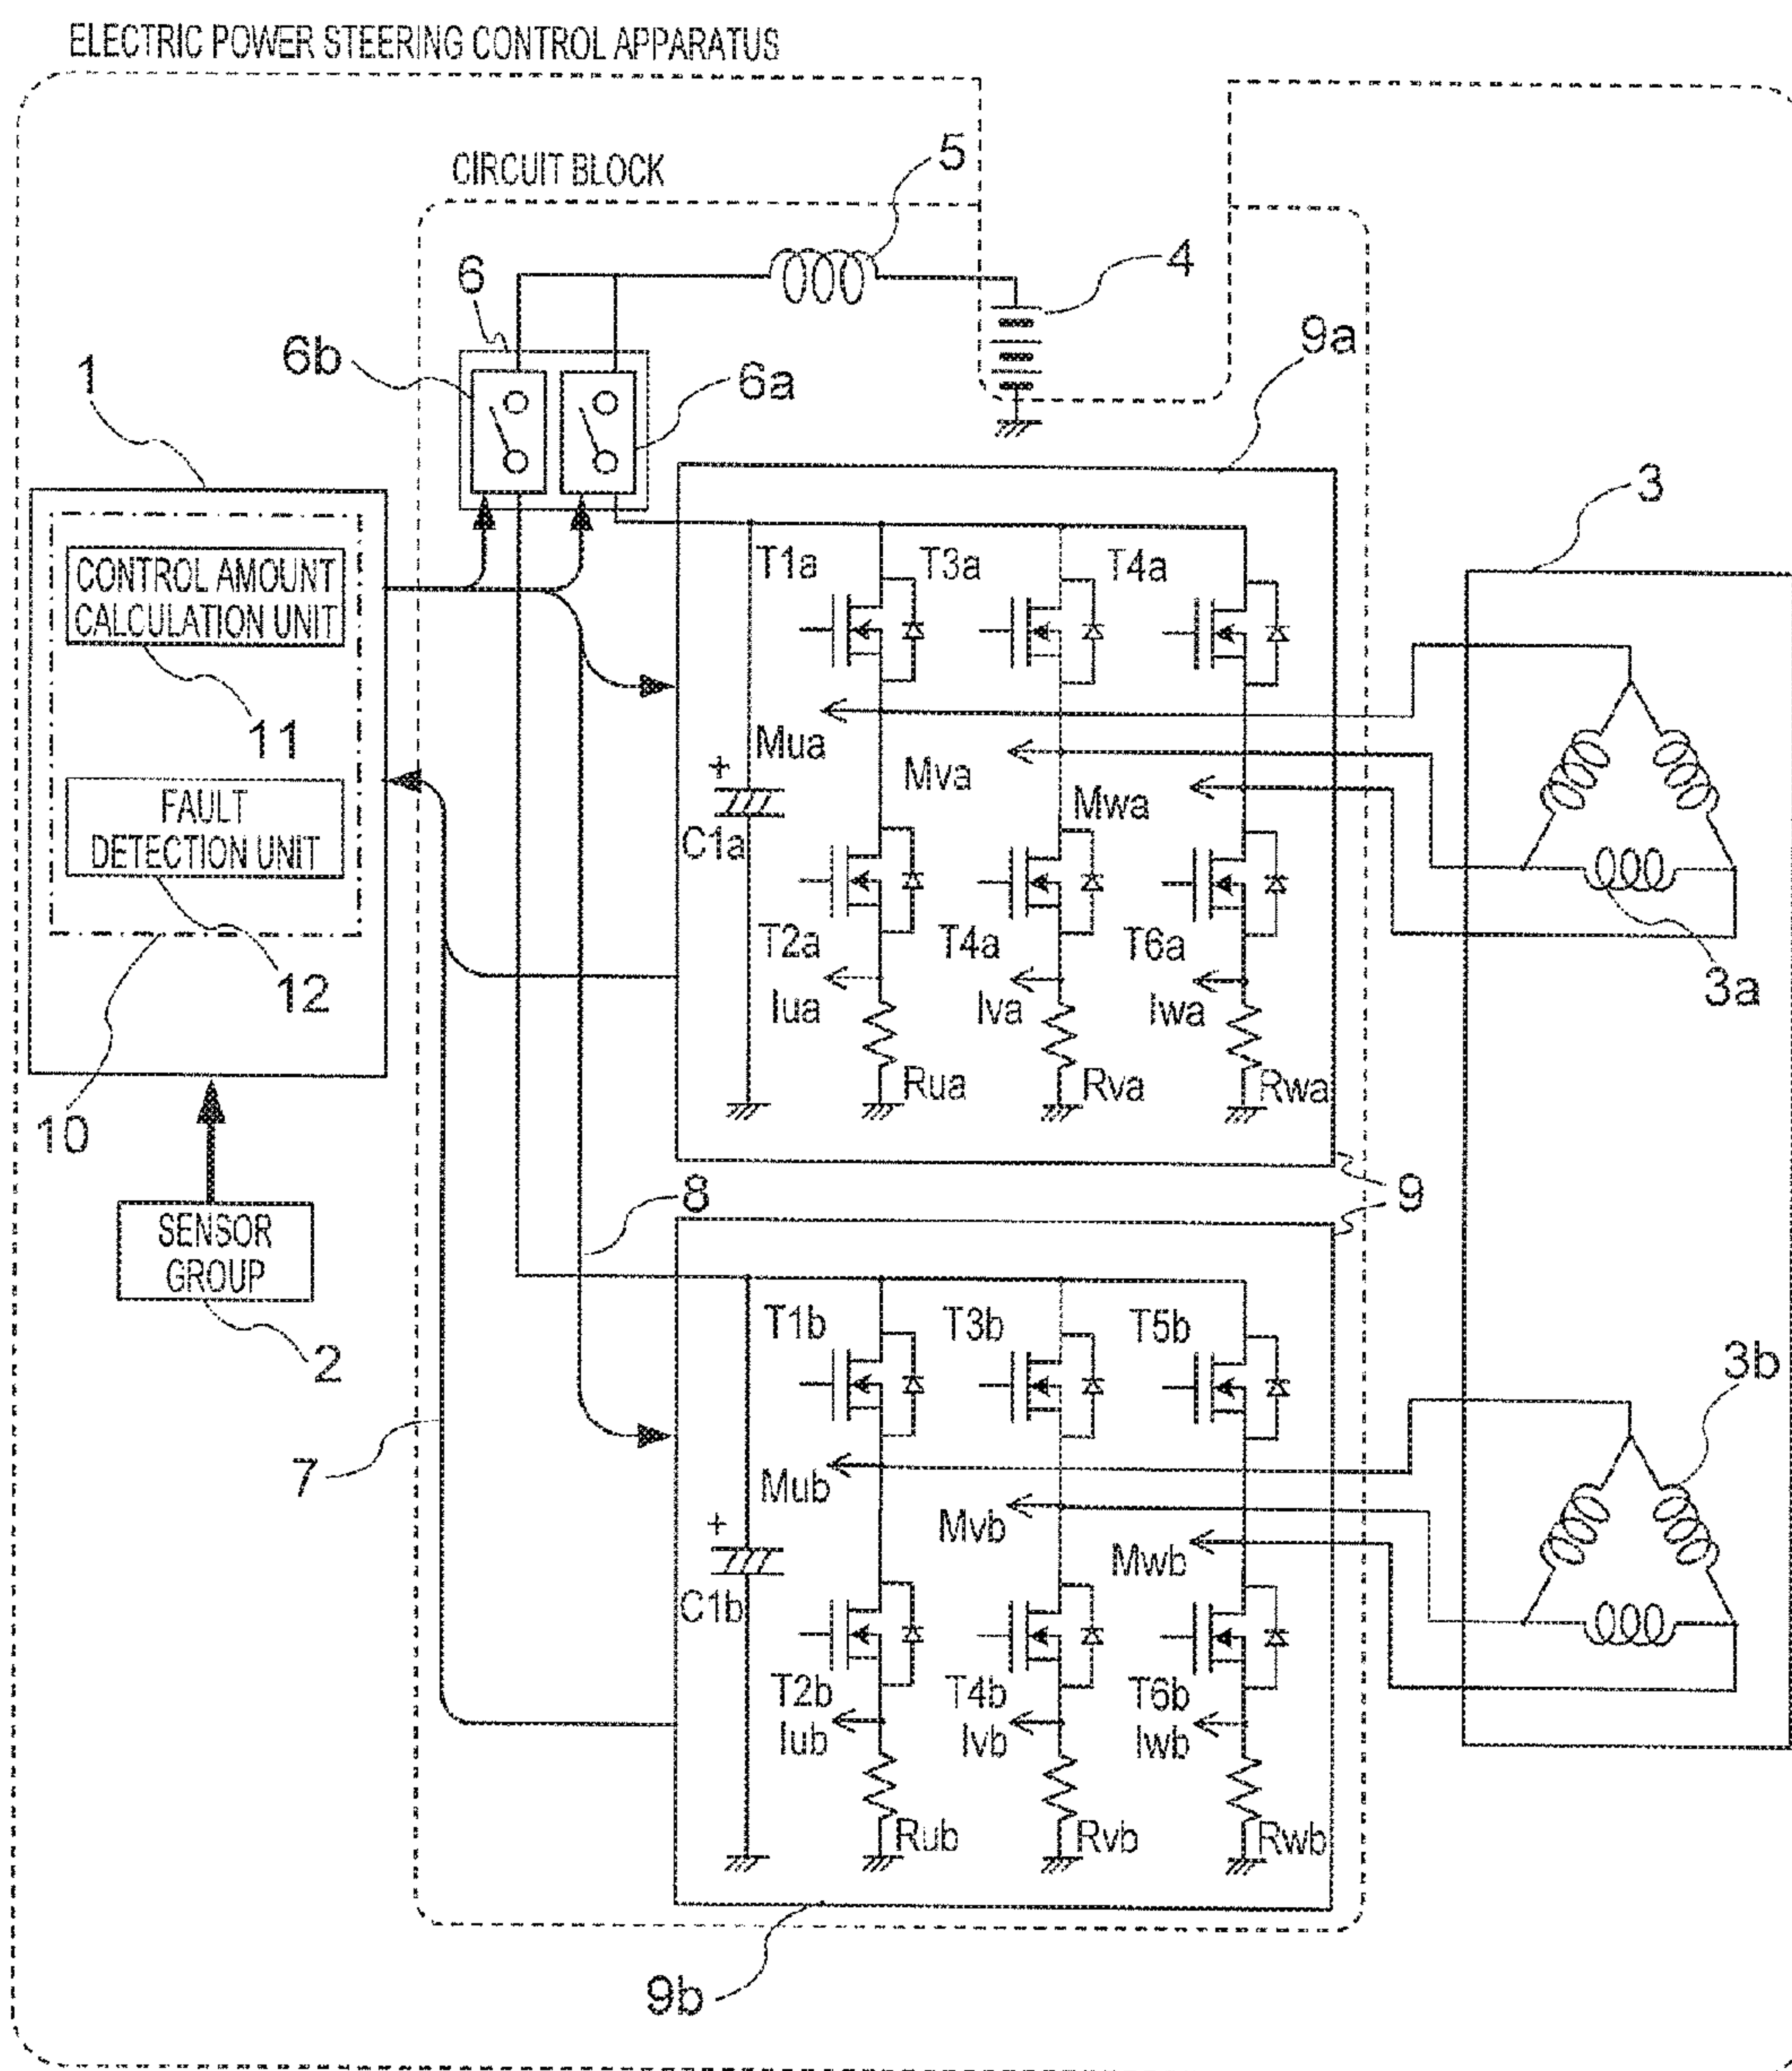 ELECTRIC POWER STEERING CONTROL APPARATUS
CIRCUIT BLOCK
5
4
6
6b
6a
9a
1
3
CONTROL AMOUNT
CALCULATION UNIT
11
FAULT
DETECTION UNIT
12
10
SENSOR
GROUP
2
T1a
T3a
T4a
Mua
Mva
Mwa
+
C1a
T2a
T4a
T6a
Iua
Iva
Iwa
Rua
Rva
Rwa
3a
8
9
7
T1b
T3b
T5b
3b
Mub
Mvb
Mwb
+
C1b
T2b
T4b
T6b
Iub
Ivb
Iwb
Rub
Rvb
Rwb
9b